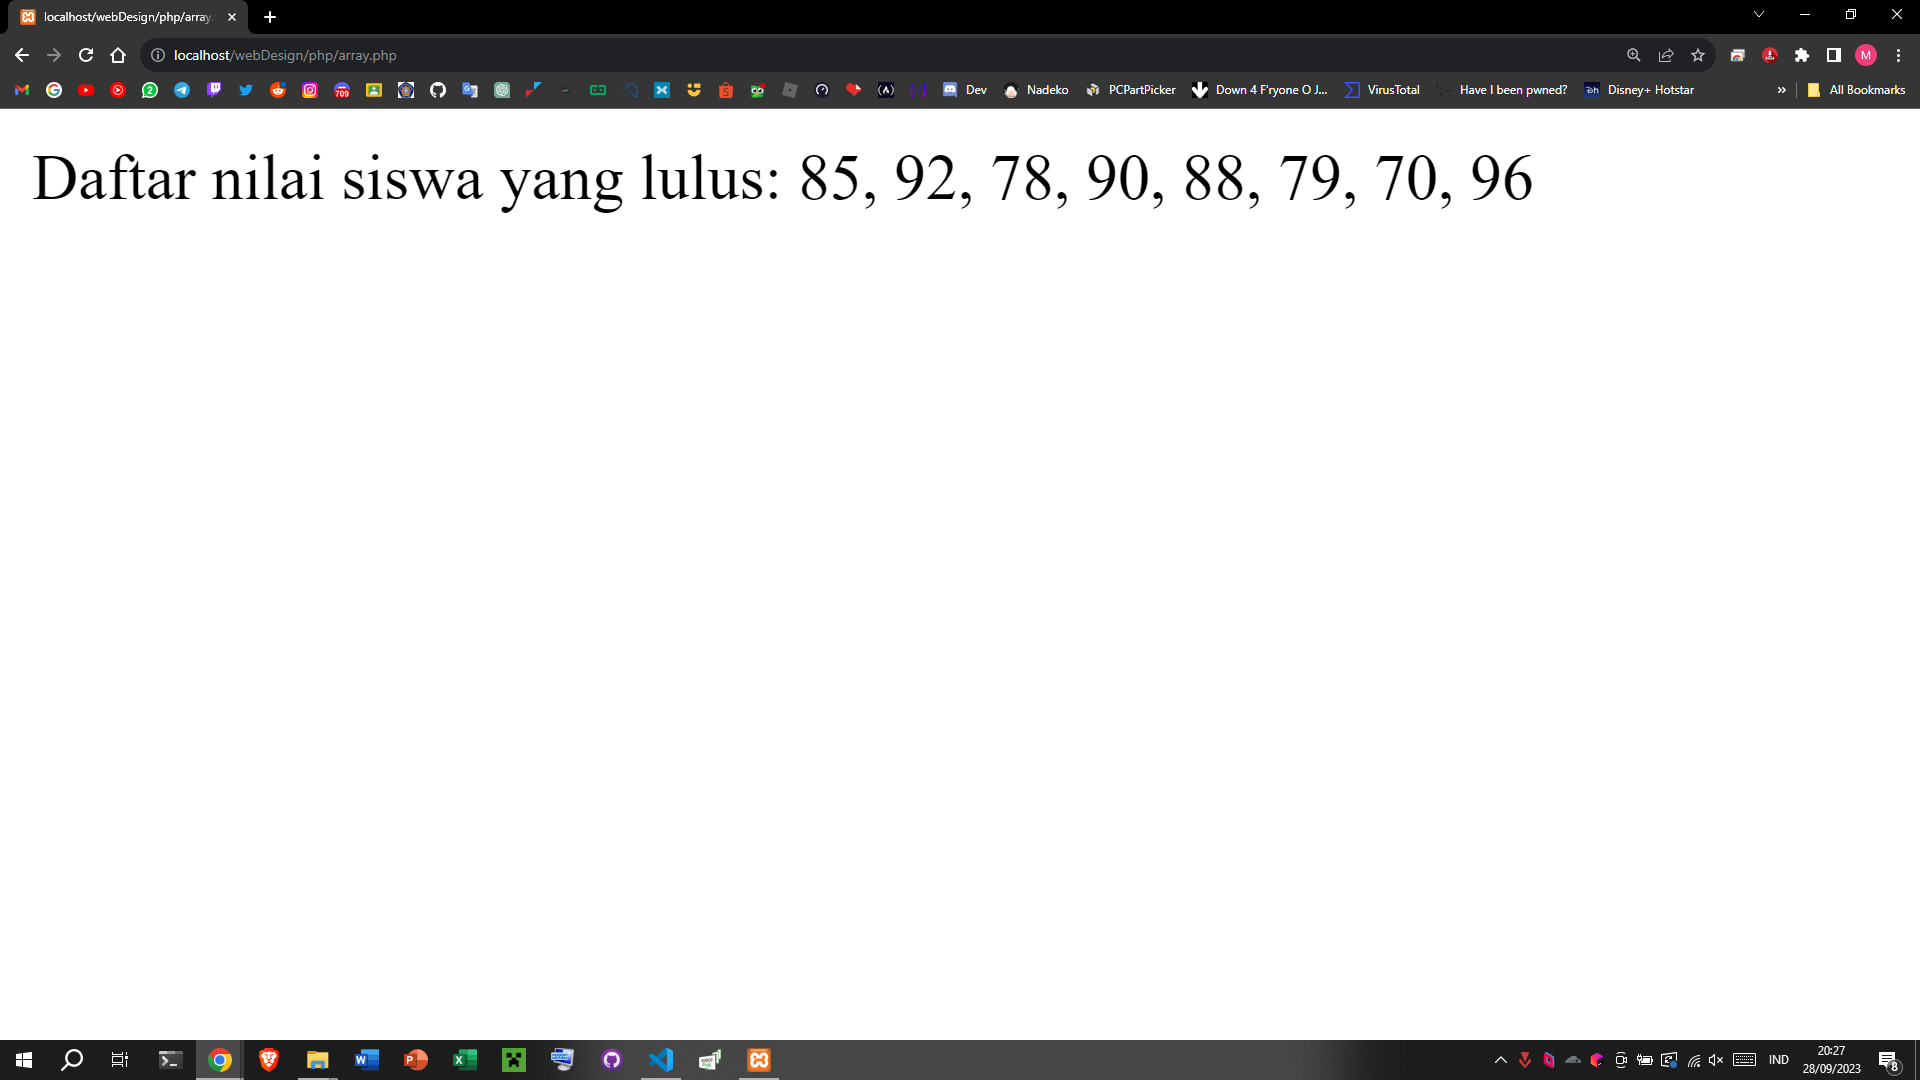 localhost/webDesign/php/array.
localhost/webDesign/php/array.php
M
2
709
Dev
Nadeko
PCPartPicker
Down 4 F'ryone O J...
VirusTotal
Have I been pwned?
Disney+ Hotstar
»
All Bookmarks
Daftar nilai siswa yang lulus: 85, 92, 78, 90, 88, 79, 70, 96
IND
20:27
28/09/2023
8